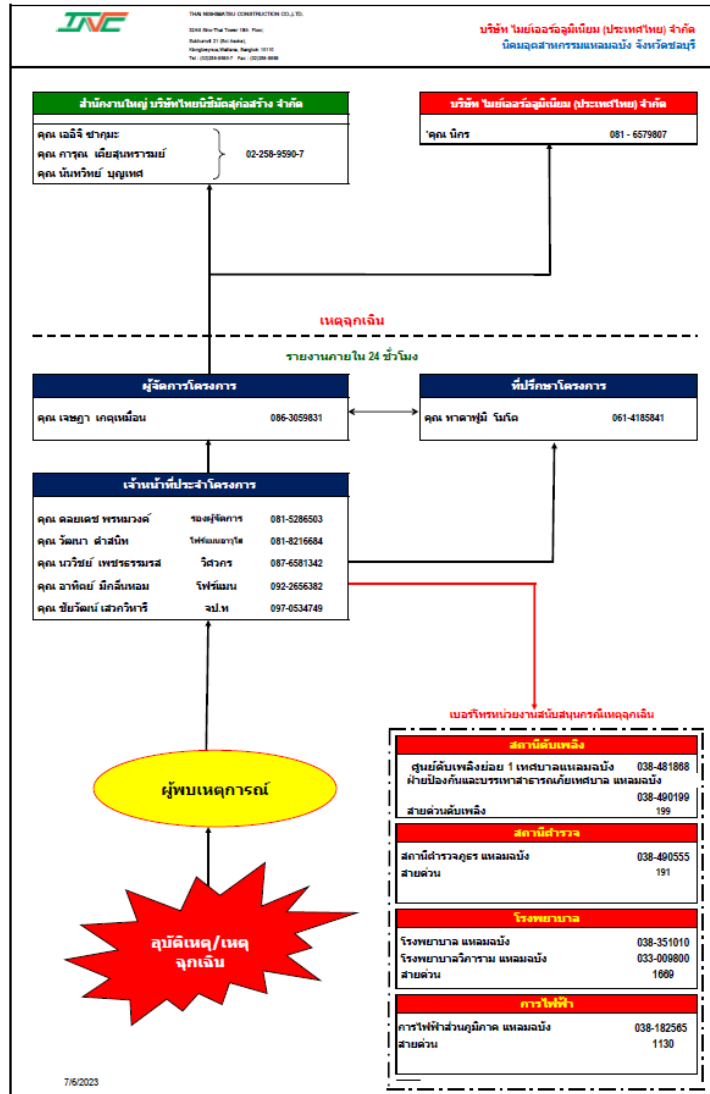 TNC
THAI NISHIMATSU CONSTRUCTION CO.,LTD.
Tel : (02)258-9590-7
บริษัท ไมย์เออร์อลูมิเนียม (ประเทศไทย) จำกัด
นิคมอุตสาหกรรมแหลมฉบัง จังหวัดชลบุรี
สำนักงานใหญ่ บริษัทไทยนิชิมัตสุก่อสร้าง จำกัด
คุณ เออิจิ ซากุมะ
คุณ การุณ เตียสุนทรารมย์ 02-258-9590-7
คุณ นันทวิทย์ บุญเทศ
บริษัท ไมย์เออร์อลูมิเนียม (ประเทศไทย) จำกัด
'คุณ นิกร 081 - 6579807
เหตุฉุกเฉิน
รายงานภายใน 24 ชั่วโมง
ผู้จัดการโครงการ
คุณ เจษฎา เกตุเหมือน 086-3059831
ที่ปรึกษาโครงการ
คุณ ทาดาฟูมิ โมโต 061-4185841
เจ้าหน้าที่ประจำโครงการ
คุณ ดอยเดช พรหมวงค์ รองผู้จัดการ 081-5286503
คุณ วัฒนา ดำสนิท โฟร์แมนอาวุโส 081-8216684
คุณ นววิชย์ เพชรธรรมรส วิศวกร 087-6581342
คุณ อาทิตย์ มีกลิ่นหอม โฟร์แมน 092-2656382
คุณ ชัยวัฒน์ เสวกวิหารี จป.ท 097-0534749
เบอร์โทรหน่วยงานสนับสนุนกรณีเหตุฉุกเฉิน
สถานีดับเพลิง
ศูนย์ดับเพลิงย่อย 1 เทศบาลแหลมฉบัง 038-481868
ฝ่ายป้องกันและบรรเทาสาธารณภัยเทศบาล แหลมฉบัง
038-490199
สายด่วนดับเพลิง 199
สถานีตำรวจ
สถานีตำรวจภูธร แหลมฉบัง 038-490555
สายด่วน 191
โรงพยาบาล
โรงพยาบาล แหลมฉบัง 038-351010
โรงพยาบาลวิภาราม แหลมฉบัง 033-009800
สายด่วน 1669
การไฟฟ้า
การไฟฟ้าส่วนภูมิภาค แหลมฉบัง 038-182565
สายด่วน 1130
ผู้พบเหตุการณ์
อุบัติเหตุ/เหตุ
ฉุกเฉิน
7/6/2023